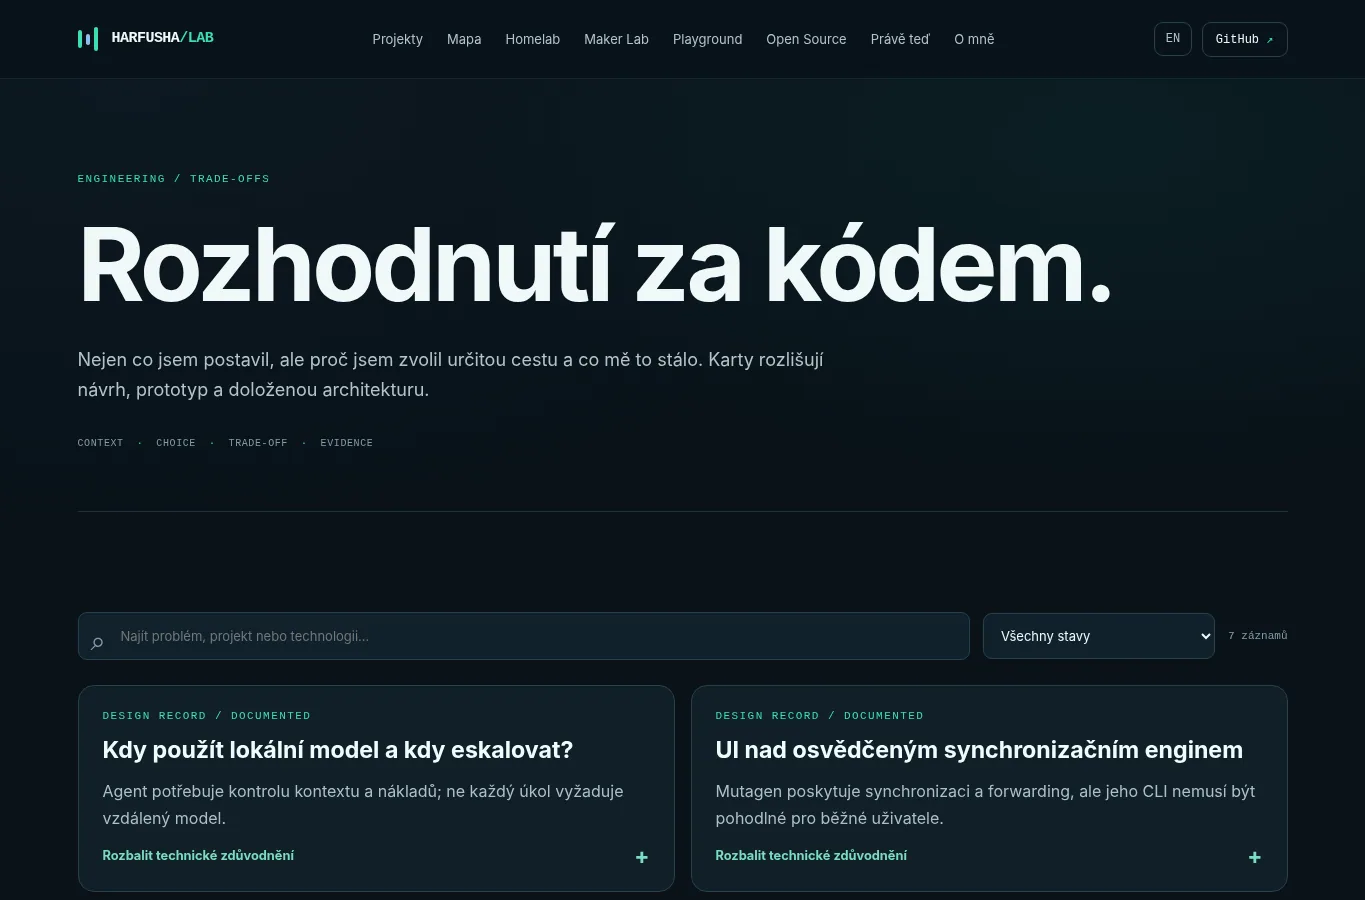 HARFUSHA/LAB
Projekty
Mapa
Homelab
Maker Lab
Playground
Open Source
Právě teď
O mně
EN
GitHub ↗
ENGINEERING / TRADE-OFFS
Rozhodnutí za kódem.
Nejen co jsem postavil, ale proč jsem zvolil určitou cestu a co mě to stálo. Karty rozlišují
návrh, prototyp a doloženou architekturu.
CONTEXT · CHOICE · TRADE-OFF · EVIDENCE
Najít problém, projekt nebo technologii…
Všechny stavy
7 záznamů
DESIGN RECORD / DOCUMENTED
Kdy použít lokální model a kdy eskalovat?
Agent potřebuje kontrolu kontextu a nákladů; ne každý úkol vyžaduje
vzdálený model.
Rozbalit technické zdůvodnění
+
DESIGN RECORD / DOCUMENTED
UI nad osvědčeným synchronizačním enginem
Mutagen poskytuje synchronizaci a forwarding, ale jeho CLI nemusí být
pohodlné pro běžné uživatele.
Rozbalit technické zdůvodnění
+